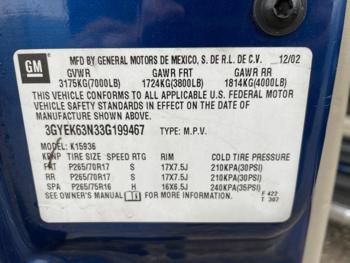 GM
MFD BY GENERAL MOTORS DE MEXICO, S. DE R.L. DE C.V. 12/02
GVWR GAWR FRT GAWR RR
3175KG(7000LB) 1724KG(3800LB) 1814KG(4000LB)
THIS VEHICLE CONFORMS TO ALL APPLICABLE U.S. FEDERAL MOTOR
VEHICLE SAFETY STANDARDS IN EFFECT ON THE DATE OF
MANUFACTURE SHOWN ABOVE.
3GYEK63N33G199467 TYPE: M.P.V.
MODEL: K15936
TIRE SIZE SPEED RTG RIM COLD TIRE PRESSURE
FRT P265/70R17 S 17X7.5J 210KPA(30PSI)
RR P265/70R17 S 17X7.5J 210KPA(30PSI)
SPA P265/75R16 H 16X6.5J 240KPA(35PSI)
SEE OWNER'S MANUAL FOR MORE INFORMATION
F 422
T 307